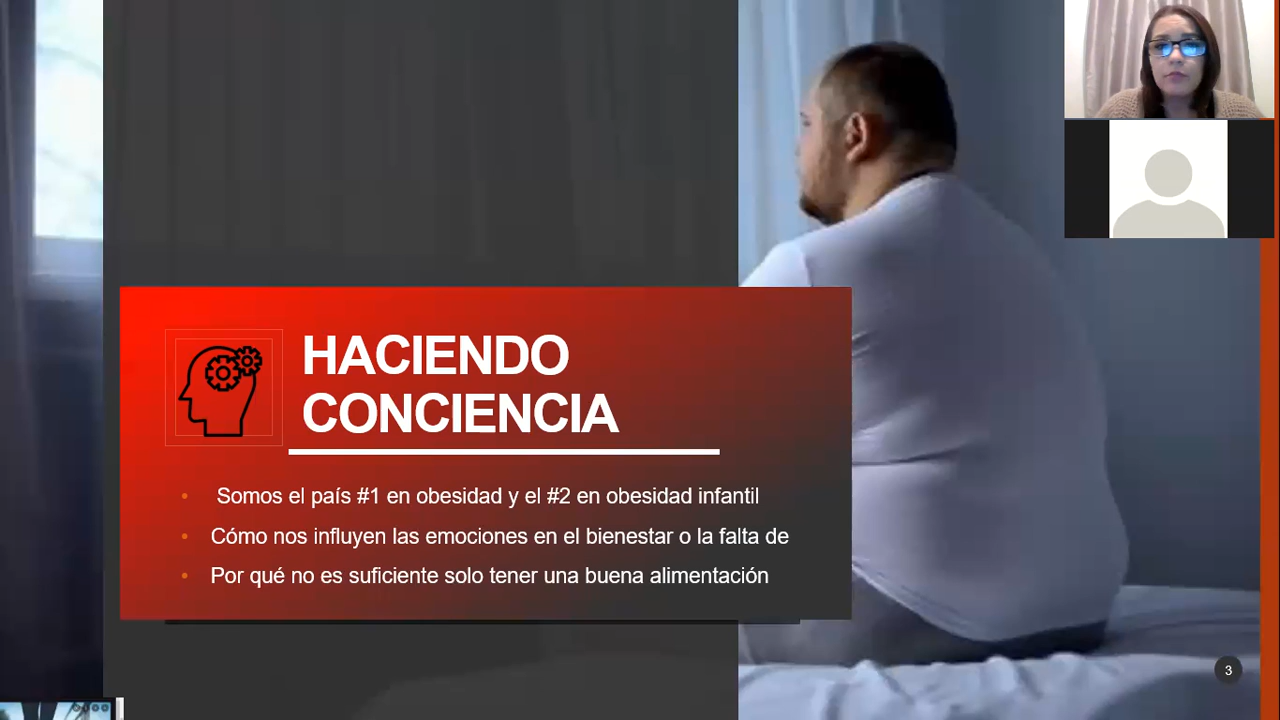 HACIENDO
CONCIENCIA
Somos el país #1 en obesidad y el #2 en obesidad infantil
Cómo nos influyen las emociones en el bienestar o la falta de
Por qué no es suficiente solo tener una buena alimentación
3